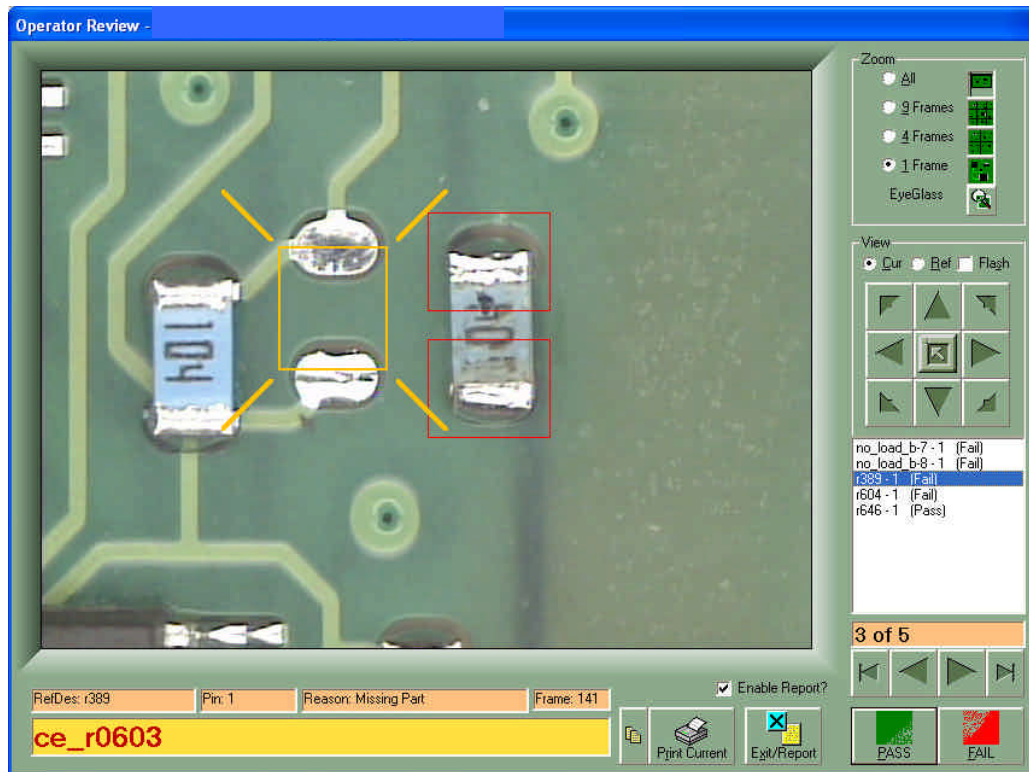 Operator Review -
Zoom
All
9 Frames
4 Frames
1 Frame
EyeGlass
View
Cur Ref Flash
no_load_b-7 - 1 (Fail)
no_load_b-8 - 1 (Fail)
r389 - 1 (Fail)
r604 - 1 (Fail)
r646 - 1 (Pass)
3 of 5
104
Enable Report?
RefDes: r389 Pin: 1 Reason: Missing Part Frame: 141
ce_r0603
Print Current Exit/Report PASS FAIL